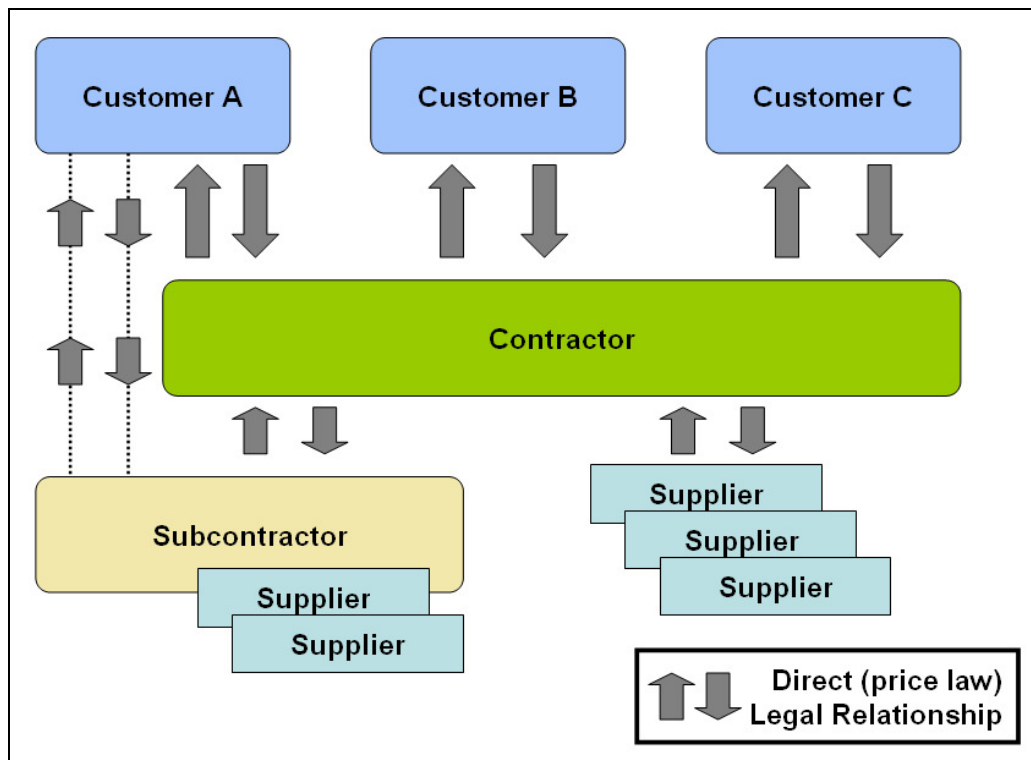 Customer A
Customer B
Customer C
Contractor
Subcontractor
Supplier
Supplier
Supplier
Supplier
Supplier
Direct (price law)
Legal Relationship